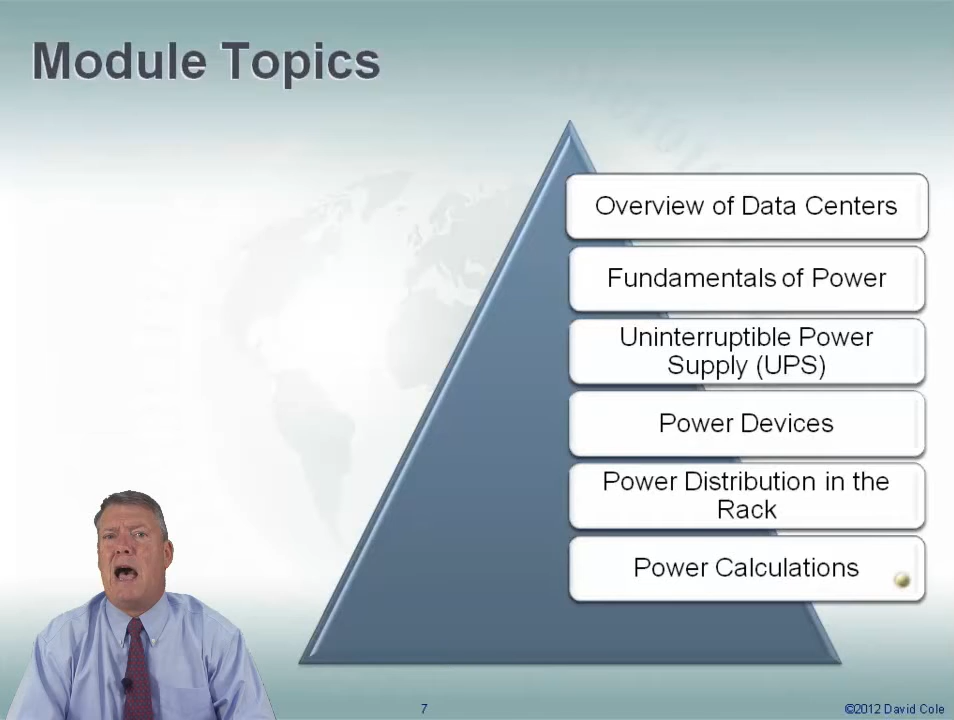 Module Topics
Overview of Data Centers
Fundamentals of Power
Uninterruptible Power
Supply (UPS)
Power Devices
Power Distribution in the
Rack
Power Calculations
7
©2012 David Cole